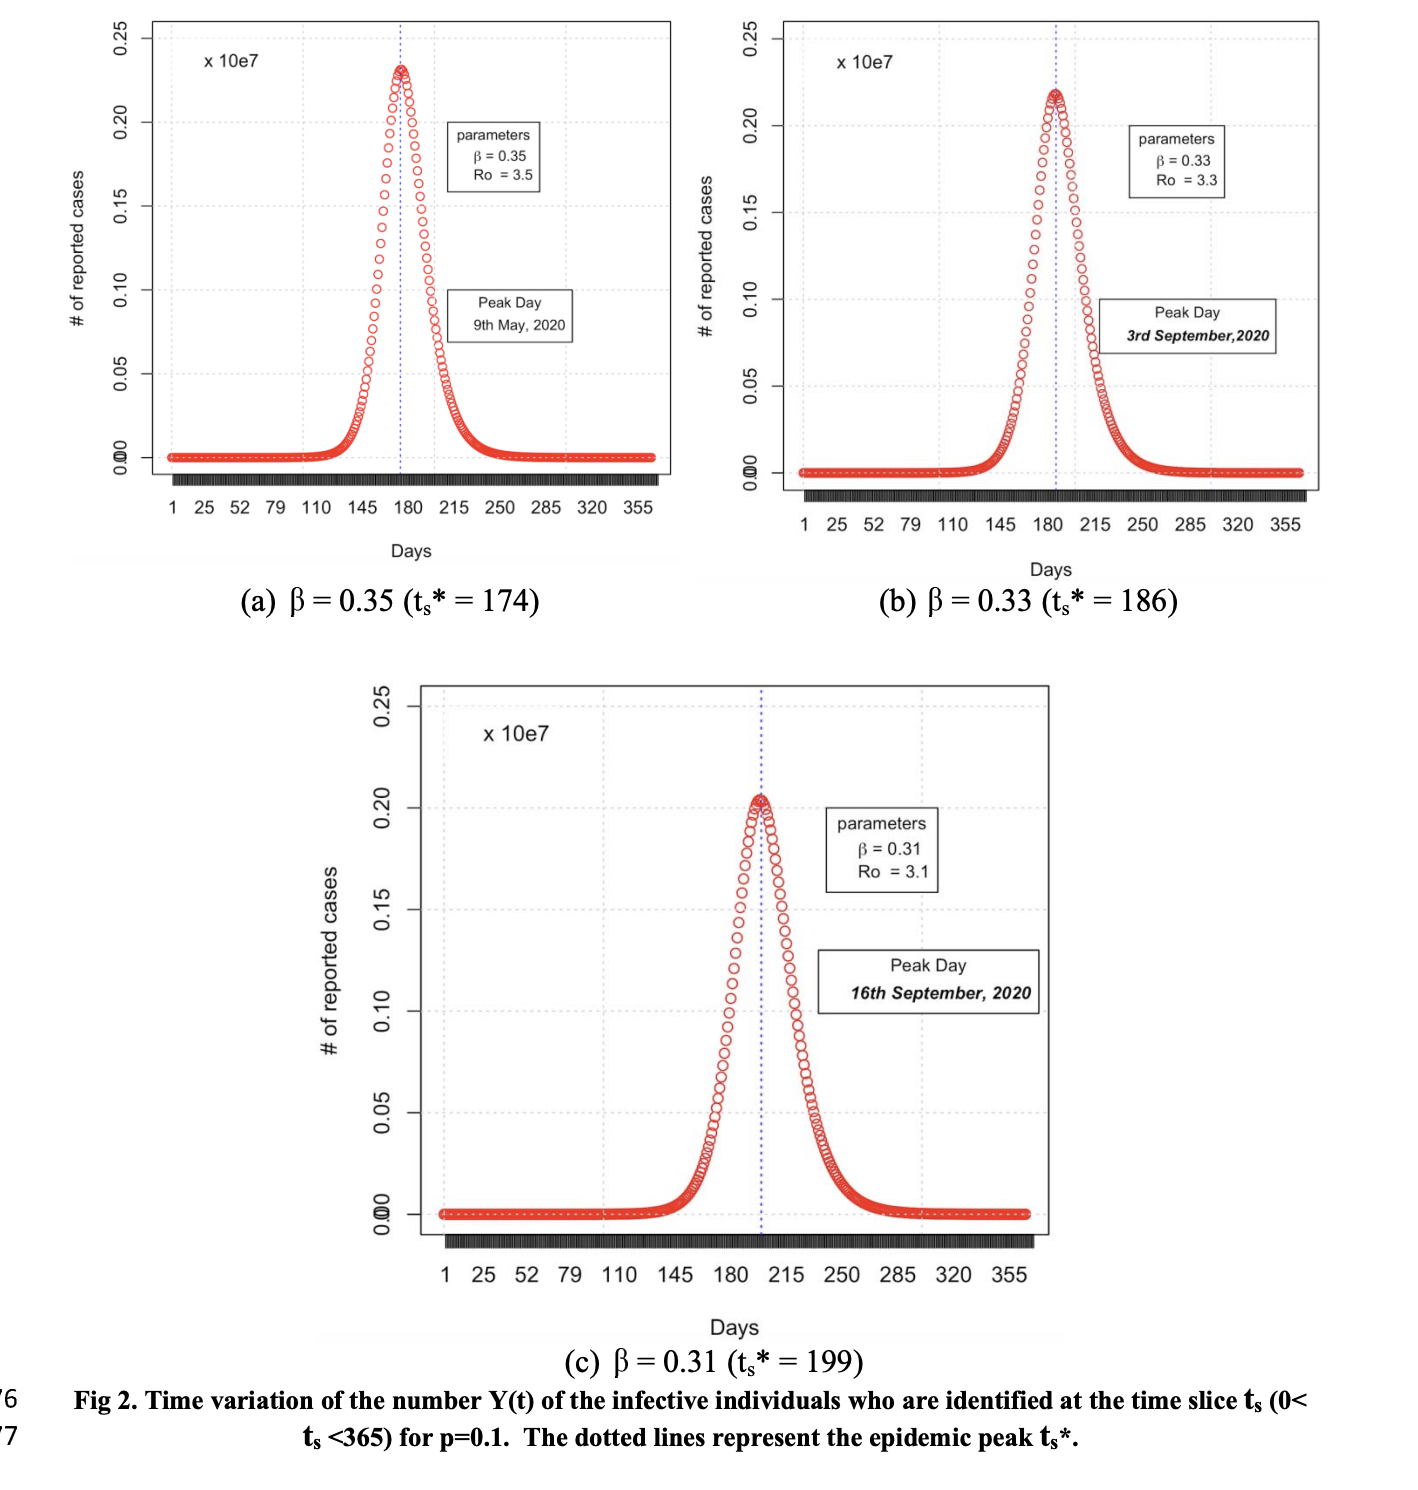 x 10e7
# of reported cases
0.25
0.20
0.15
0.10
0.05
0.00
parameters
β = 0.35
Ro = 3.5
Peak Day
9th May, 2020
1 25 52 79 110 145 180 215 250 285 320 355
Days
(a) β = 0.35 (ts* = 174)
x 10e7
# of reported cases
0.25
0.20
0.15
0.10
0.05
0.00
parameters
β = 0.33
Ro = 3.3
Peak Day
3rd September,2020
1 25 52 79 110 145 180 215 250 285 320 355
Days
(b) β = 0.33 (ts* = 186)
x 10e7
# of reported cases
0.25
0.20
0.15
0.10
0.05
0.00
parameters
β = 0.31
Ro = 3.1
Peak Day
16th September, 2020
1 25 52 79 110 145 180 215 250 285 320 355
Days
(c) β = 0.31 (ts* = 199)
6 Fig 2. Time variation of the number Y(t) of the infective individuals who are identified at the time slice ts (0<
7 ts <365) for p=0.1. The dotted lines represent the epidemic peak ts*.